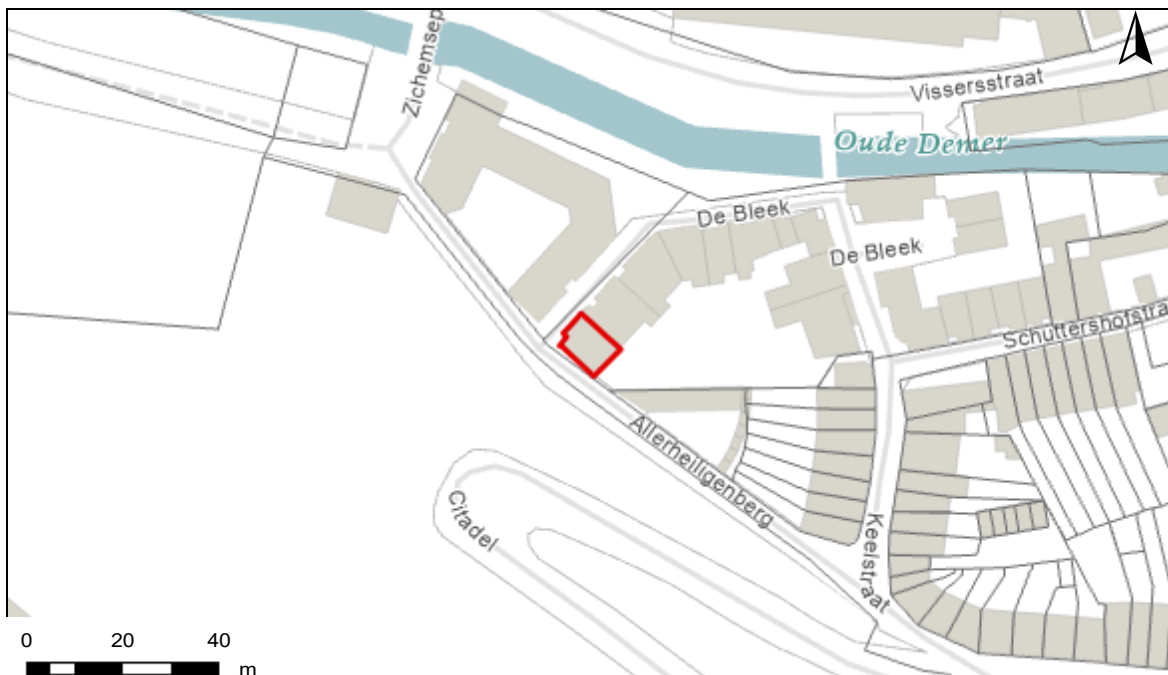 Zichemsep
Vissersstraat
Oude Demer
De Bleek
De Bleek
Schuttershofstra
Allerheiligenberg
Citadel
Keelstraat
0 20 40
m